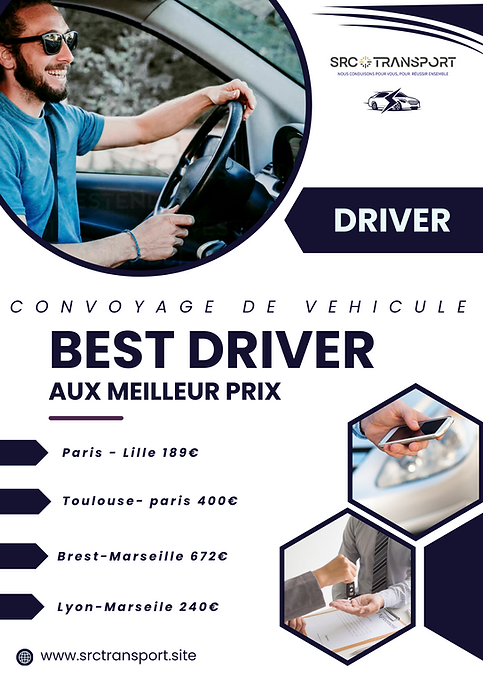 SRC TRANSPORT
NOUS CONDUISONS POUR VOUS, POUR RÉUSSIR ENSEMBLE
DRIVER
CONVOYAGE DE VEHICULE
BEST DRIVER
AUX MEILLEUR PRIX
Paris - Lille 189€
Toulouse- paris 400€
Brest-Marseille 672€
Lyon-Marseile 240€
www.srctransport.site